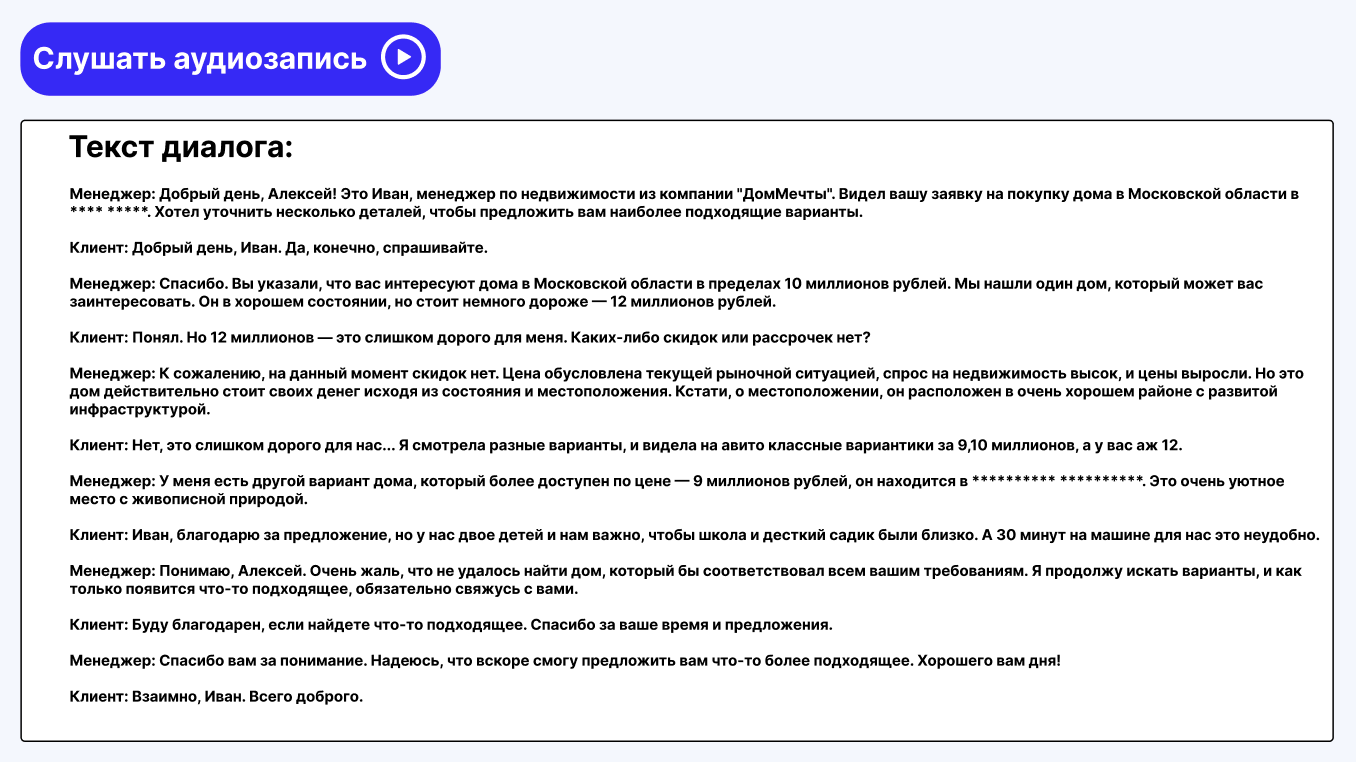 Слушать аудиозапись
Текст диалога:
Менеджер: Добрый день, Алексей! Это Иван, менеджер по недвижимости из компании "ДомМечты". Видел вашу заявку на покупку дома в Московской области в
**** *****. Хотел уточнить несколько деталей, чтобы предложить вам наиболее подходящие варианты.
Клиент: Добрый день, Иван. Да, конечно, спрашивайте.
Менеджер: Спасибо. Вы указали, что вас интересуют дома в Московской области в пределах 10 миллионов рублей. Мы нашли один дом, который может вас
заинтересовать. Он в хорошем состоянии, но стоит немного дороже — 12 миллионов рублей.
Клиент: Понял. Но 12 миллионов — это слишком дорого для меня. Каких-либо скидок или рассрочек нет?
Менеджер: К сожалению, на данный момент скидок нет. Цена обусловлена текущей рыночной ситуацией, спрос на недвижимость высок, и цены выросли. Но это
дом действительно стоит своих денег исходя из состояния и местоположения. Кстати, о местоположении, он расположен в очень хорошем районе с развитой
инфраструктурой.
Клиент: Нет, это слишком дорого для нас... Я смотрела разные варианты, и видела на авито классные вариантики за 9,10 миллионов, а у вас аж 12.
Менеджер: У меня есть другой вариант дома, который более доступен по цене — 9 миллионов рублей, он находится в ********** **********. Это очень уютное
место с живописной природой.
Клиент: Иван, благодарю за предложение, но у нас двое детей и нам важно, чтобы школа и десткий садик были близко. А 30 минут на машине для нас это неудобно.
Менеджер: Понимаю, Алексей. Очень жаль, что не удалось найти дом, который бы соответствовал всем вашим требованиям. Я продолжу искать варианты, и как
только появится что-то подходящее, обязательно свяжусь с вами.
Клиент: Буду благодарен, если найдете что-то подходящее. Спасибо за ваше время и предложения.
Менеджер: Спасибо вам за понимание. Надеюсь, что вскоре смогу предложить вам что-то более подходящее. Хорошего вам дня!
Клиент: Взаимно, Иван. Всего доброго.